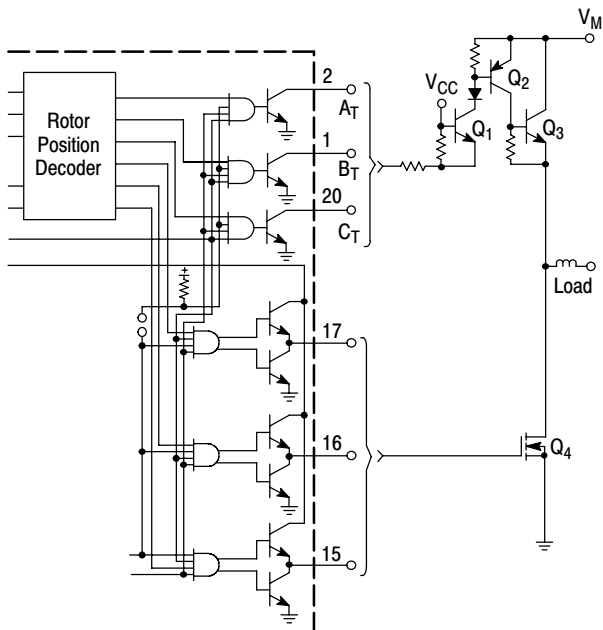 V_M
2
V_CC
Q_2
A_T
Q_1
Q_3
Rotor
Position
Decoder
1
B_T
20
C_T
+
Load
17
16
Q_4
15